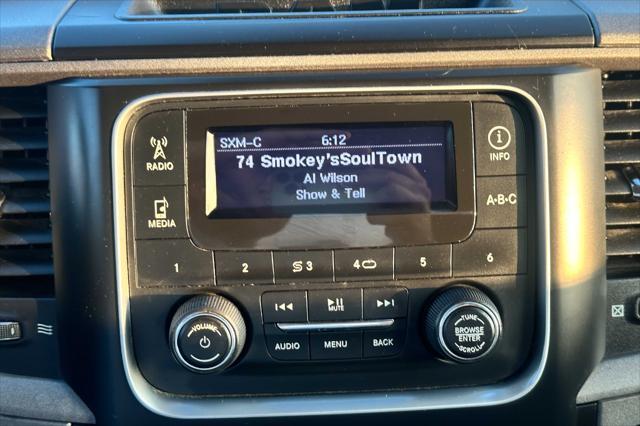 SXM-C 6:12
74 Smokey'sSoulTown
Al Wilson
Show & Tell
RADIO
INFO
MEDIA
A•B•C
1 2 3 4 5 6
MUTE
VOLUME
AUDIO MENU BACK
TUNE
BROWSE
ENTER
SCROLL